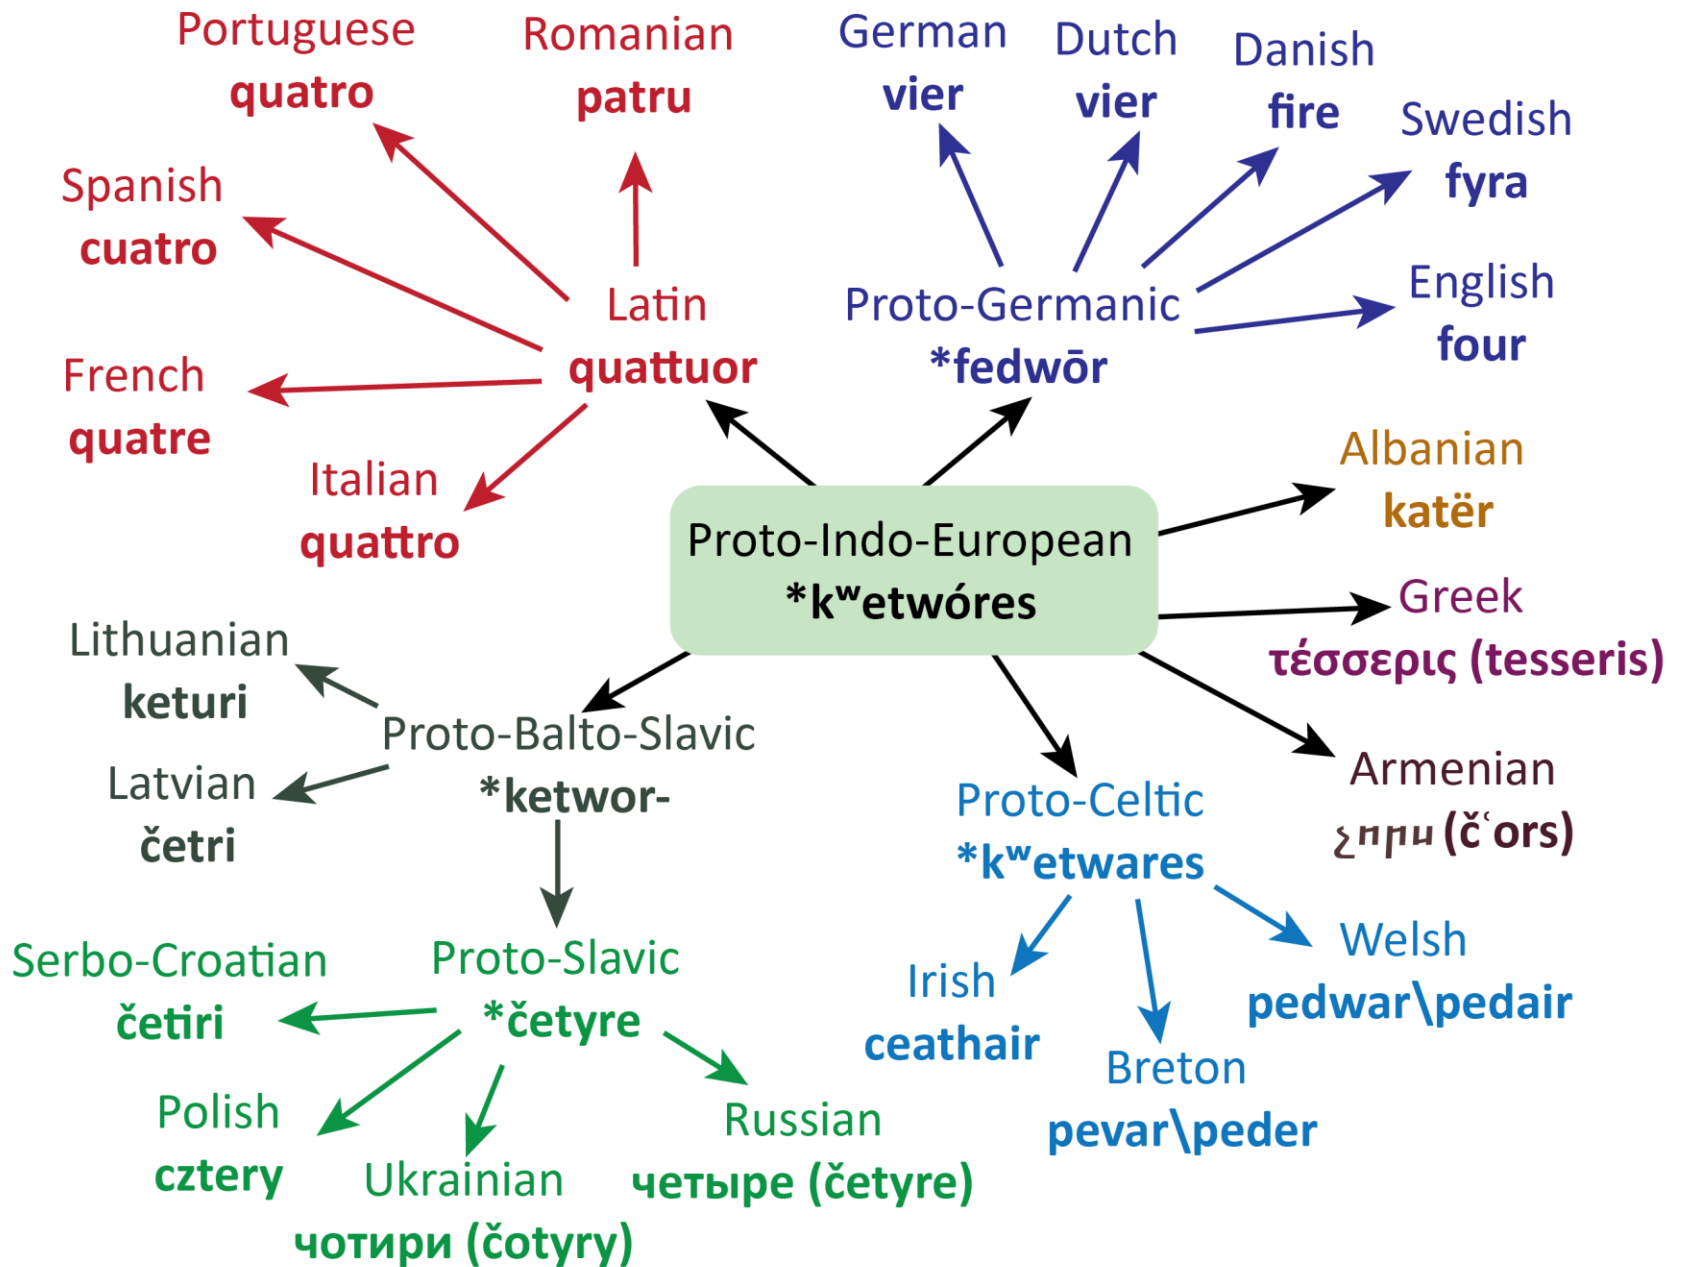 Portuguese
quatro
Romanian
patru
German
vier
Dutch
vier
Danish
fire
Swedish
fyra
Spanish
cuatro
Latin
quattuor
Proto-Germanic
*fedwōr
English
four
French
quatre
Italian
quattro
Albanian
katër
Proto-Indo-European
*kʷetwóres
Greek
τέσσερις (tesseris)
Lithuanian
keturi
Proto-Balto-Slavic
*ketwor-
Latvian
četri
Armenian
չորս (č‘ors)
Proto-Celtic
*kʷetwares
Serbo-Croatian
četiri
Proto-Slavic
*četyre
Irish
ceathair
Welsh
pedwar\pedair
Breton
pevar\peder
Polish
cztery
Ukrainian
чотири (čotyry)
Russian
четыре (četyre)